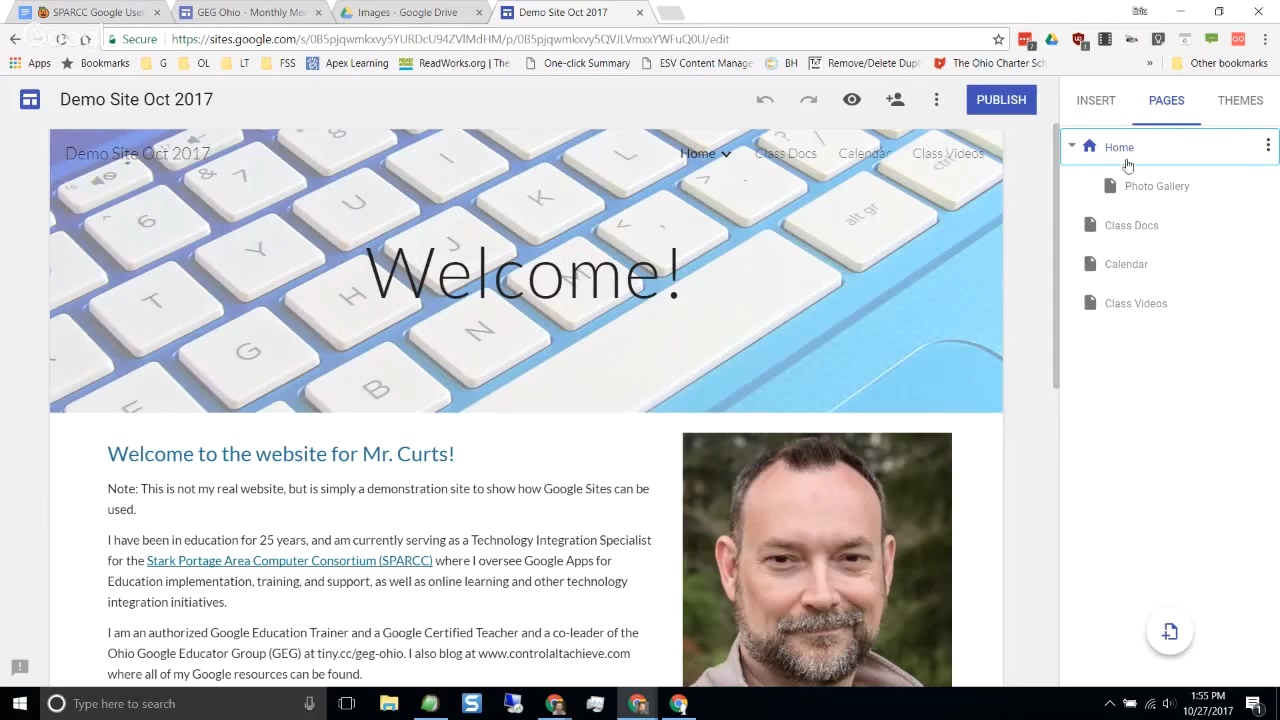 SPARCC Google User
GEG Ohio - Monthly Me
Images - Google Drive
Demo Site Oct 2017
Secure
https://sites.google.com/s/0B5pjqwmkxvy5YURDcU94ZVlMdHM/p/0B5pjqwmkxvy5QVJLVmxxYWFuQ0U/edit
7
1
Apps
Bookmarks
G
OL
LT
FSS
Apex Learning
ReadWorks.org | The
One-click Summary
ESV Content Manage
BH
Remove/Delete Dup
The Ohio Charter Sch
»
Other bookmarks
Demo Site Oct 2017
PUBLISH
INSERT
PAGES
THEMES
Demo Site Oct 2017
Home
Class Docs
Calendar
Class Videos
Home
Photo Gallery
Class Docs
Calendar
Class Videos
& 7
6
Y
T
U
I
L
K
J
H
G
N
M
B
alt gr
Welcome!
Welcome to the website for Mr. Curts!
Note: This is not my real website, but is simply a demonstration site to show how Google Sites can be
used.
I have been in education for 25 years, and am currently serving as a Technology Integration Specialist
for the Stark Portage Area Computer Consortium (SPARCC) where I oversee Google Apps for
Education implementation, training, and support, as well as online learning and other technology
integration initiatives.
I am an authorized Google Education Trainer and a Google Certified Teacher and a co-leader of the
Ohio Google Educator Group (GEG) at tiny.cc/geg-ohio. I also blog at www.controlaltachieve.com
where all of my Google resources can be found.
Type here to search
1:55 PM
10/27/2017
1